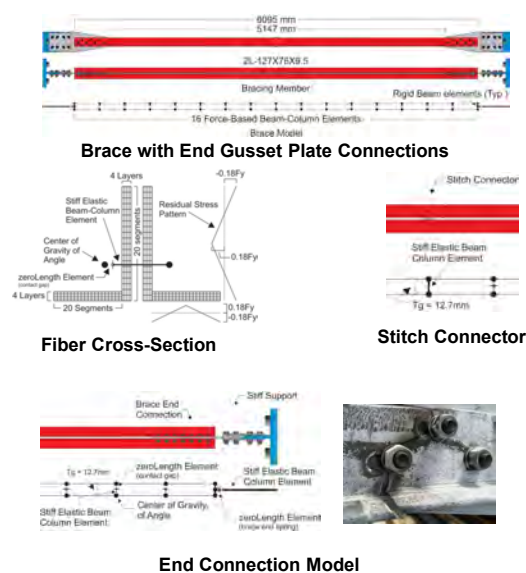 6095 mm
5147 mm
2L-127X76X9.5
Bracing Member
Rigid Beam elements (Typ.)
16 Force-Based Beam-Column Elements
Brace Model
Brace with End Gusset Plate Connections
4 Layers
Stiff Elastic
Beam-Column
Element
Center of
Gravity of
Angle
zeroLength Element
(contact gap)
4 Layers
20 Segments
20 segments
Residual Stress
Pattern
-0.18Fy
0.18Fy
0.18Fy
-0.18Fy
Fiber Cross-Section
Stitch Connector
Stiff Elastic Beam
Column Element
Tg = 12.7mm
Stitch Connector
Brace End
Connection
Stiff Support
Tg = 12.7mm
zeroLength Element
(contact gap)
Stiff Elastic Beam
Column Element
Center of Gravity
of Angle
Stiff Elastic Beam
Column Element
zeroLength Element
End Connection Model